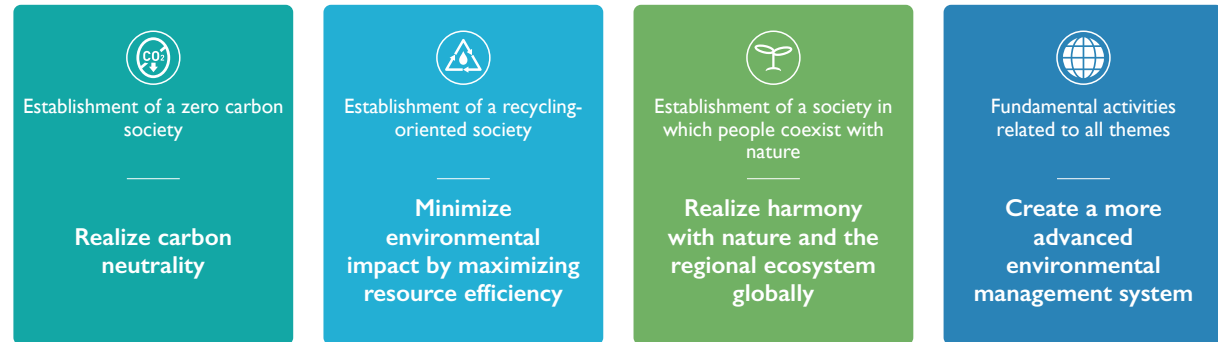 CO2
Establishment of a zero carbon
society
Realize carbon
neutrality
Establishment of a recycling-
oriented society
Minimize
environmental
impact by maximizing
resource efficiency
Establishment of a society in
which people coexist with
nature
Realize harmony
with nature and the
regional ecosystem
globally
Fundamental activities
related to all themes
Create a more
advanced
environmental
management system